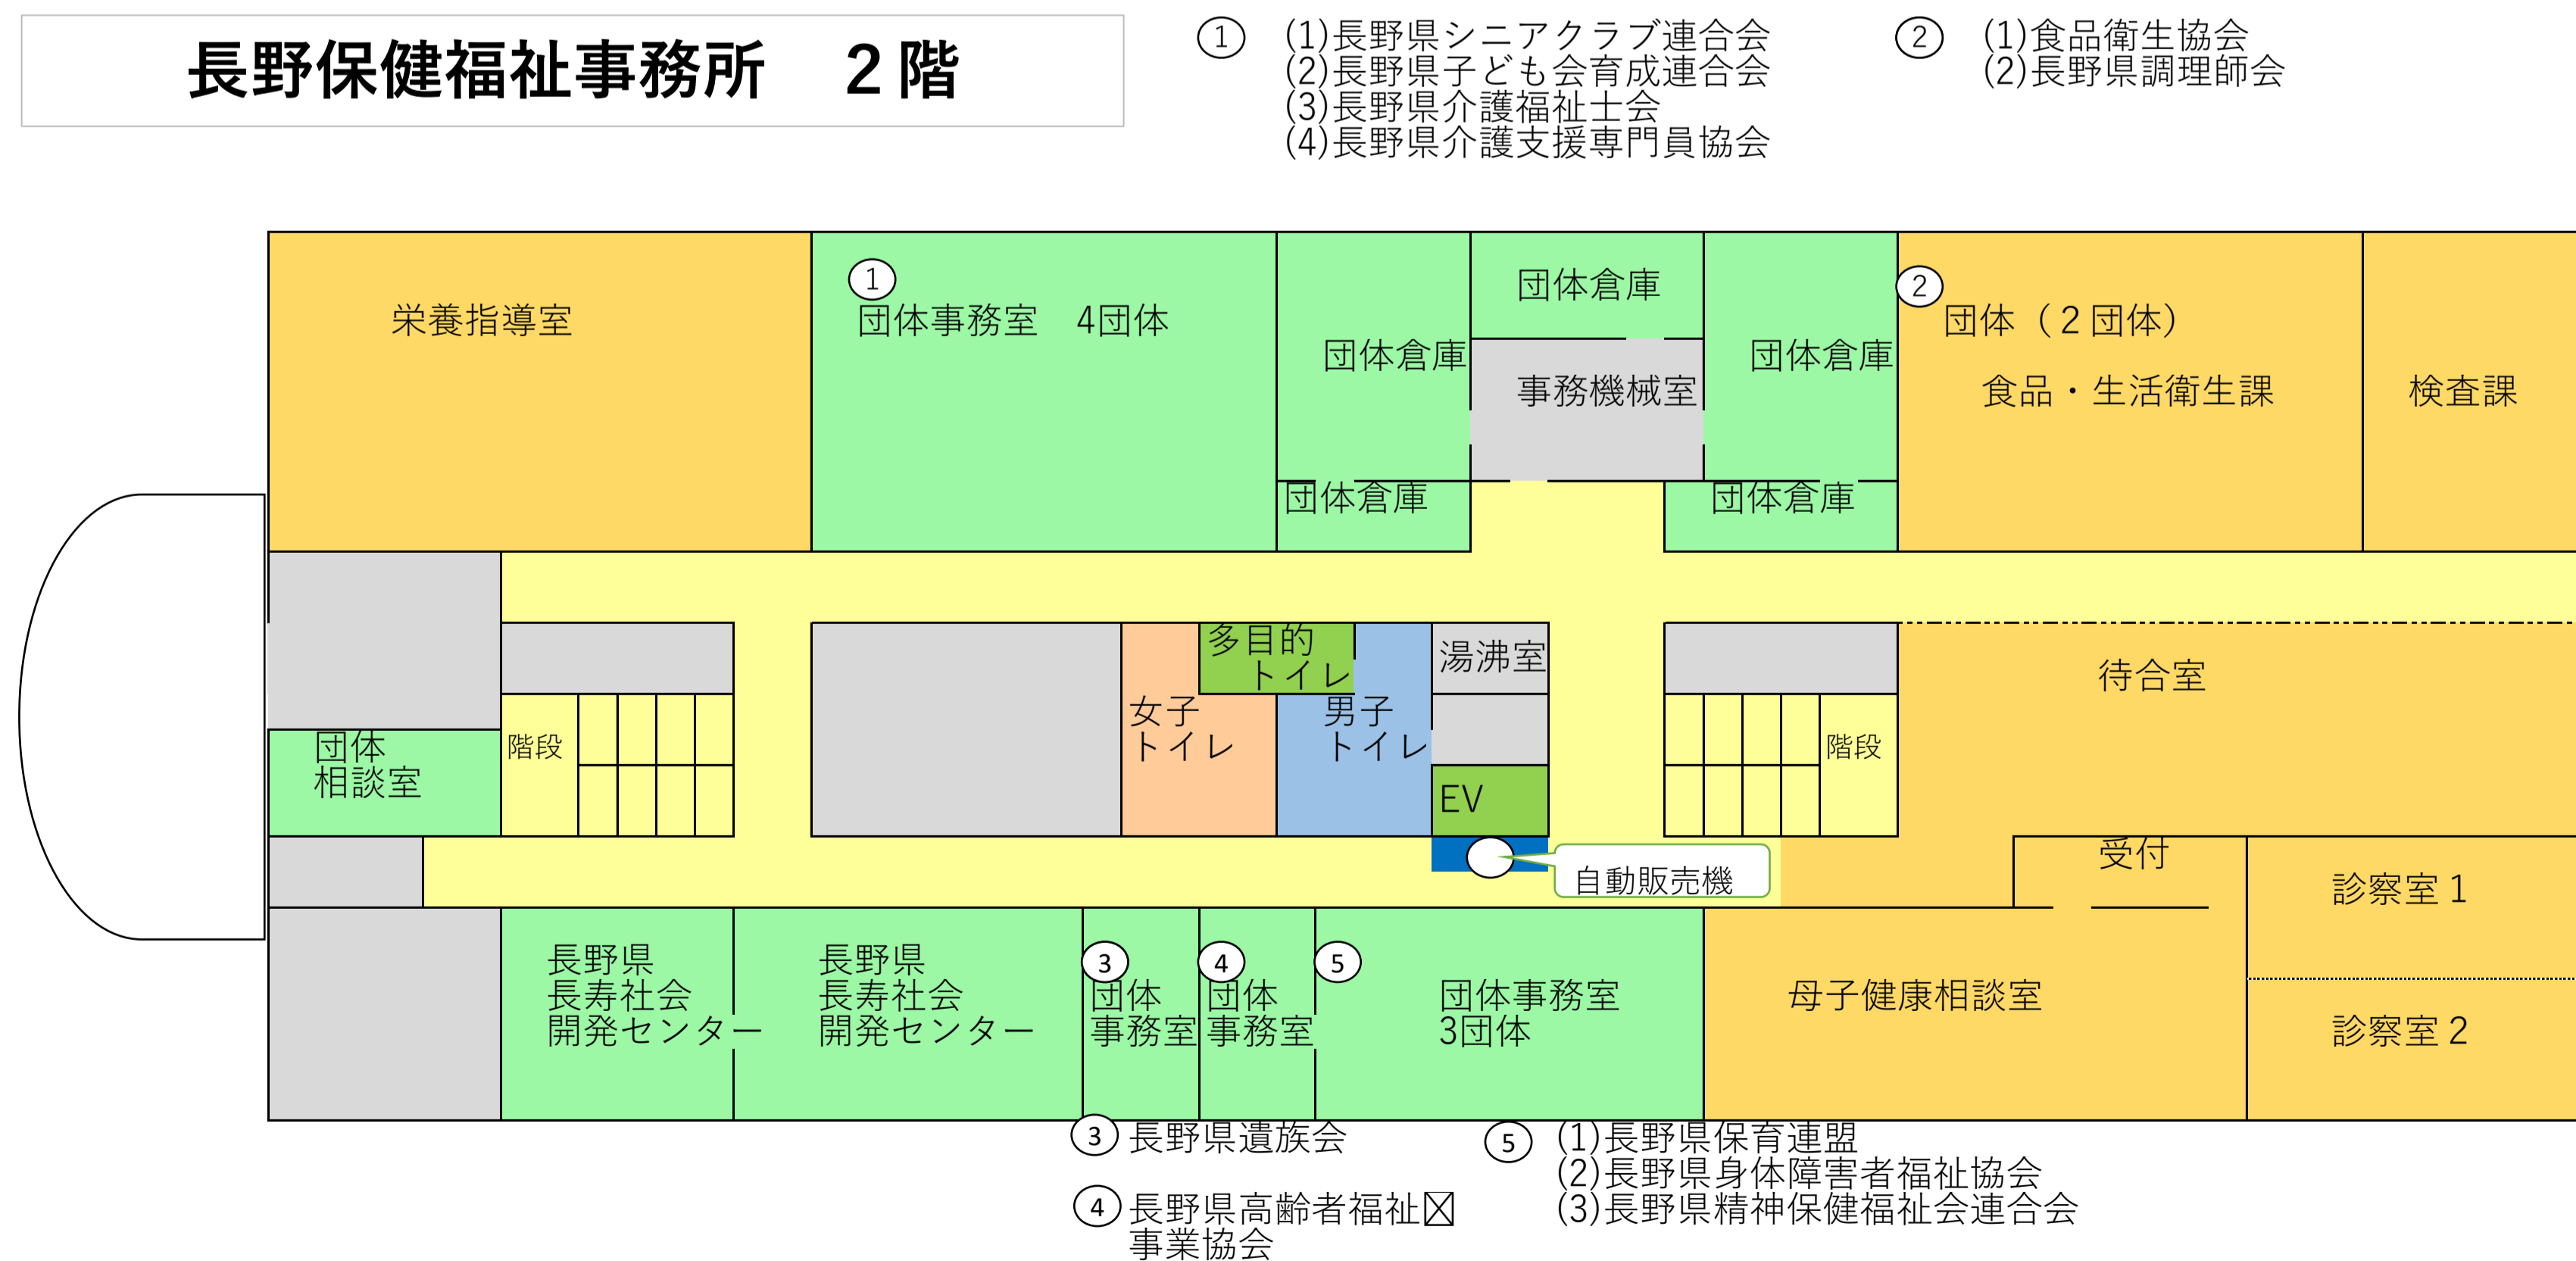 長野保健福祉事務所　２階
① (1)長野県シニアクラブ連合会
(2)長野県子ども会育成連合会
(3)長野県介護福祉士会
(4)長野県介護支援専門員協会
② (1)食品衛生協会
(2)長野県調理師会
栄養指導室
①
団体事務室　4団体
団体倉庫
団体倉庫
団体倉庫
事務機械室
団体倉庫
団体倉庫
②
団体（２団体）
食品・生活衛生課
検査課
団体
相談室
階段
女子
トイレ
多目的
トイレ
男子
トイレ
湯沸室
EV
自動販売機
階段
待合室
受付
診察室１
診察室２
長野県
長寿社会
開発センター
長野県
長寿社会
開発センター
③
団体
事務室
④
団体
事務室
⑤
団体事務室
3団体
母子健康相談室
③ 長野県遺族会
④ 長野県高齢者福祉
事業協会
⑤ (1)長野県保育連盟
(2)長野県身体障害者福祉協会
(3)長野県精神保健福祉会連合会